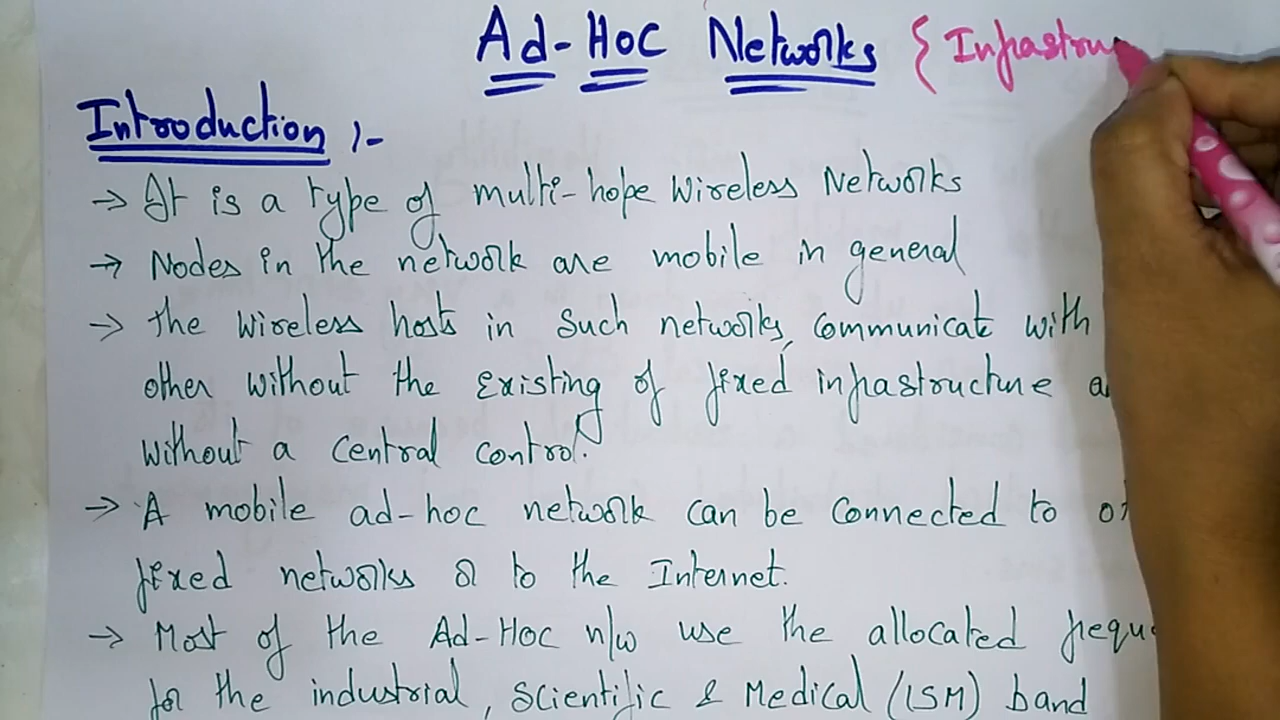 Ad-Hoc Networks { Infrastru
Introduction :-
→ It is a type of multi-hope wireless Networks
→ Nodes in the network are mobile in general
→ The wireless hosts in such networks, communicate with
other without the existing of fixed infrastructure a
without a central control.
→ A mobile ad-hoc network can be connected to ot
fixed networks or to the Internet.
→ Most of the Ad-Hoc n/w use the allocated freque
for the industrial, Scientific & Medical (ISM) band